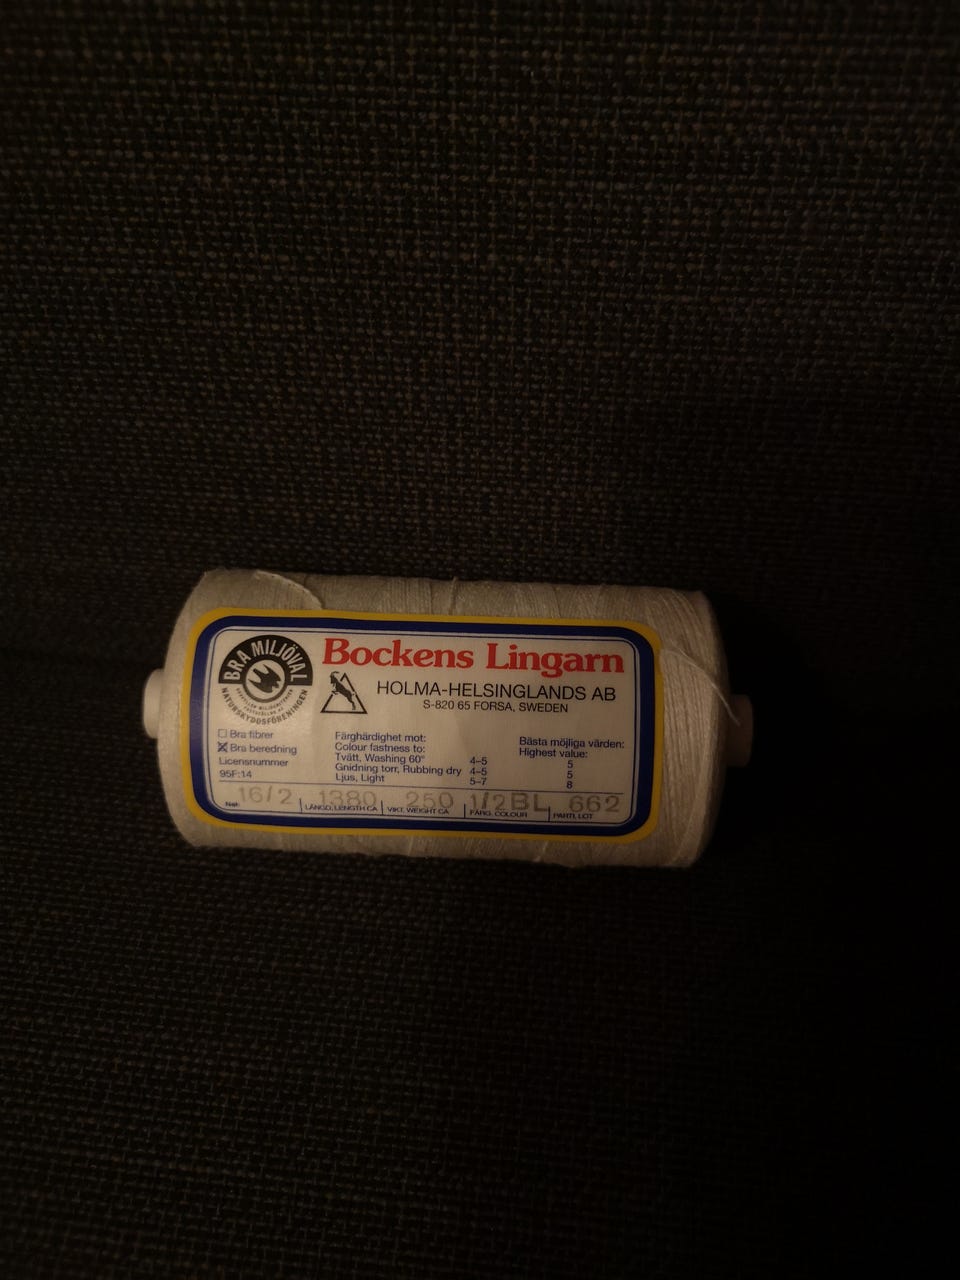 BRA MILJÖVAL
NATURSKYDDSFÖRENINGEN
Bockens Lingarn
HOLMA-HELSINGLANDS AB
S-820 65 FORSA, SWEDEN
Bra fibrer
Bra beredning
Licensnummer
95F:14
Färghärdighet mot:
Colour fastness to:
Tvätt, Washing 60° 4–5
Gnidning torr, Rubbing dry 4–5
Ljus, Light 5–7
Bästa möjliga värden:
Highest value:
5
5
8
16/2 1380 250 1/2BL 662
Nel: LÄNGD, LENGTH CA VIKT, WEIGHT CA FÄRG, COLOUR PARTI, LOT